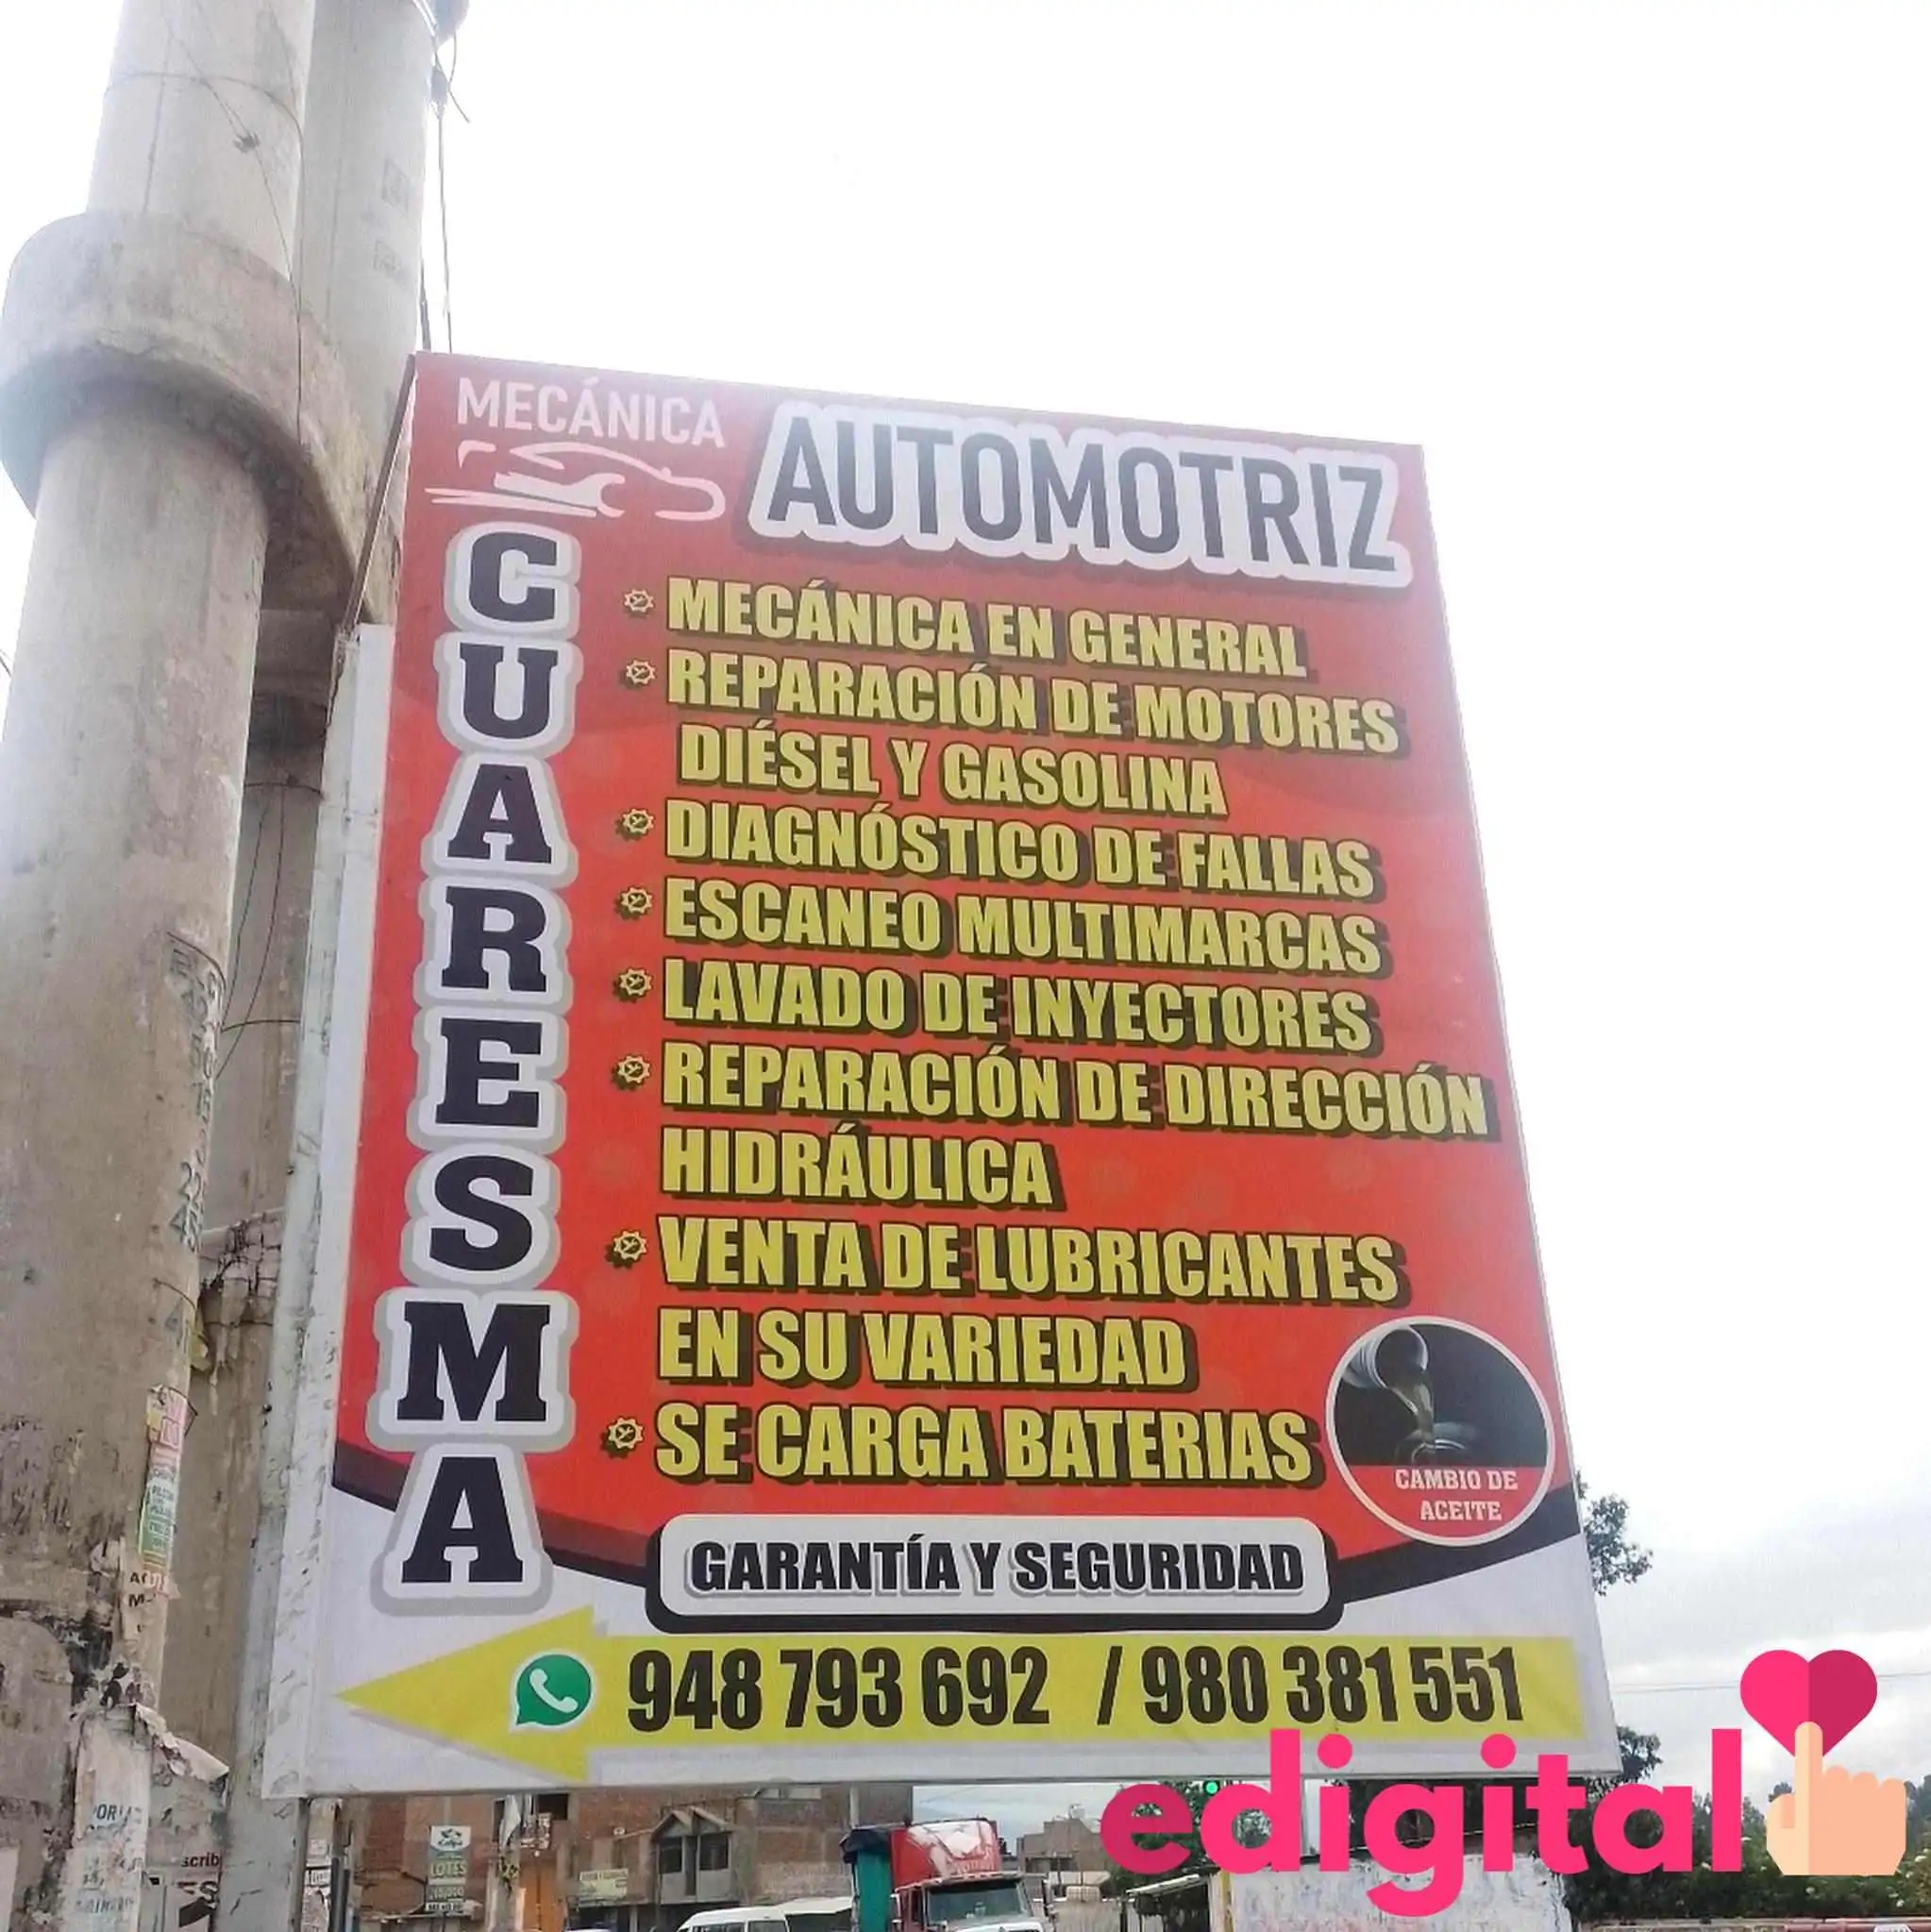 MECÁNICA
AUTOMOTRIZ
CUARESMA
MECÁNICA EN GENERAL
REPARACIÓN DE MOTORES
DIÉSEL Y GASOLINA
DIAGNÓSTICO DE FALLAS
ESCANEO MULTIMARCAS
LAVADO DE INYECTORES
REPARACIÓN DE DIRECCIÓN
HIDRÁULICA
VENTA DE LUBRICANTES
EN SU VARIEDAD
SE CARGA BATERIAS
CAMBIO DE
ACEITE
GARANTÍA Y SEGURIDAD
948 793 692 / 980 381 551
LOTES
edigital